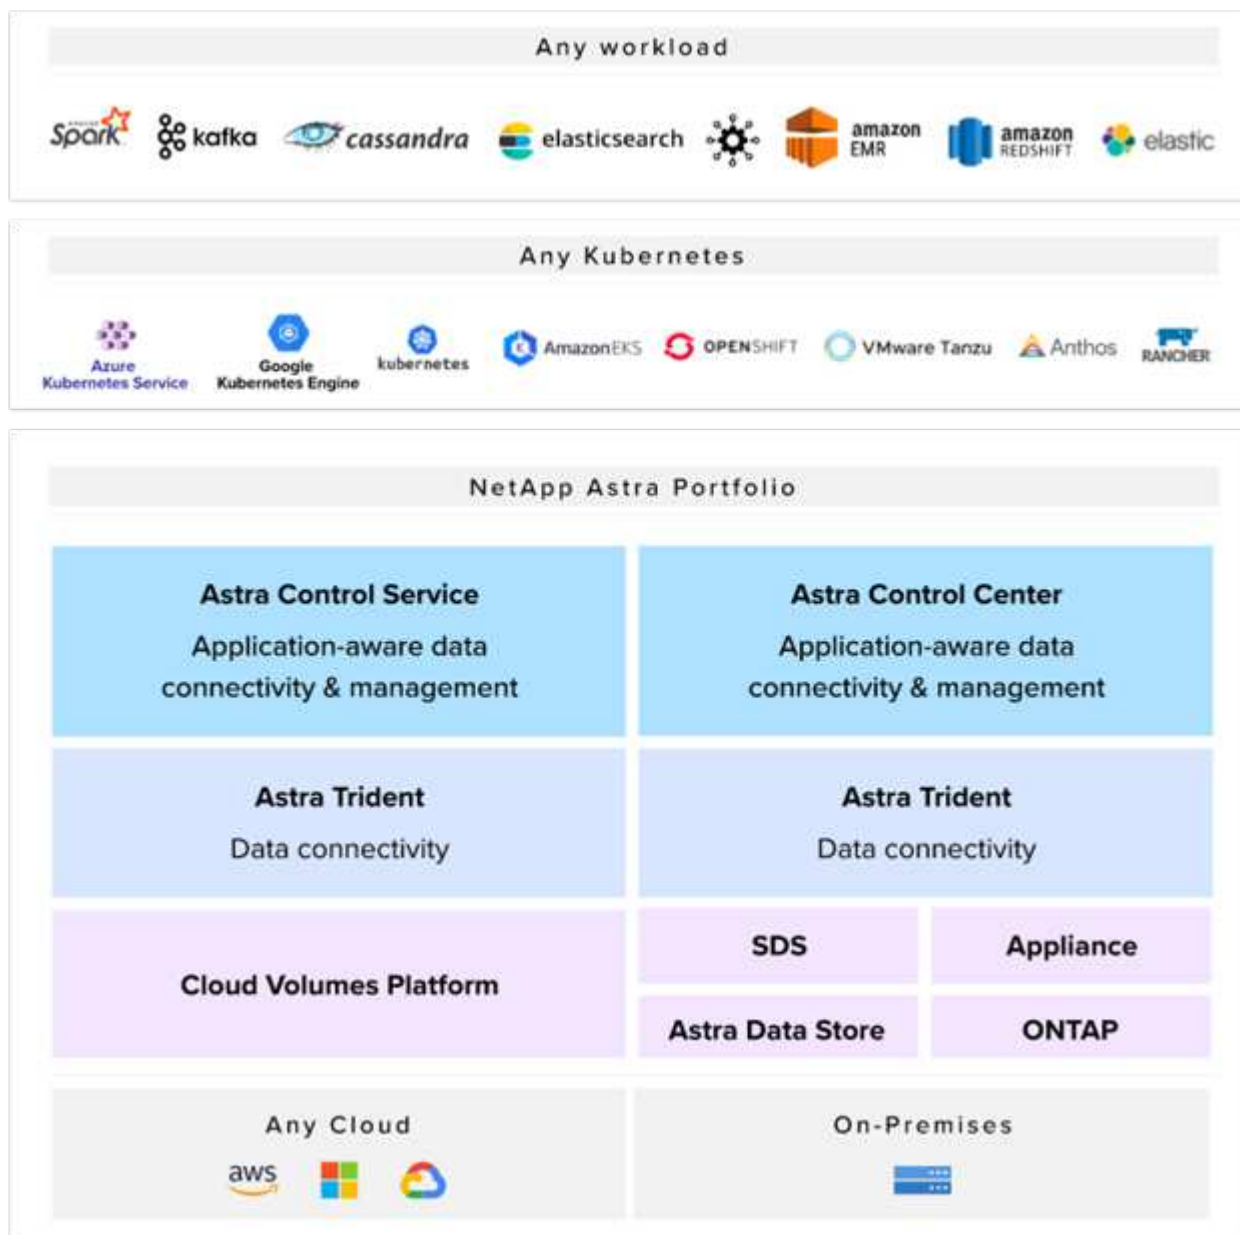 Any workload
APACHE
Spark
kafka
cassandra
elasticsearch
amazon
EMR
amazon
REDSHIFT
elastic
Any Kubernetes
Azure
Kubernetes Service
Google
Kubernetes Engine
kubernetes
Amazon EKS
OPENSHIFT
VMware Tanzu
Anthos
RANCHER
NetApp Astra Portfolio
Astra Control Service
Application-aware data
connectivity & management
Astra Control Center
Application-aware data
connectivity & management
Astra Trident
Data connectivity
Astra Trident
Data connectivity
Cloud Volumes Platform
SDS
Appliance
Astra Data Store
ONTAP
Any Cloud
aws
On-Premises